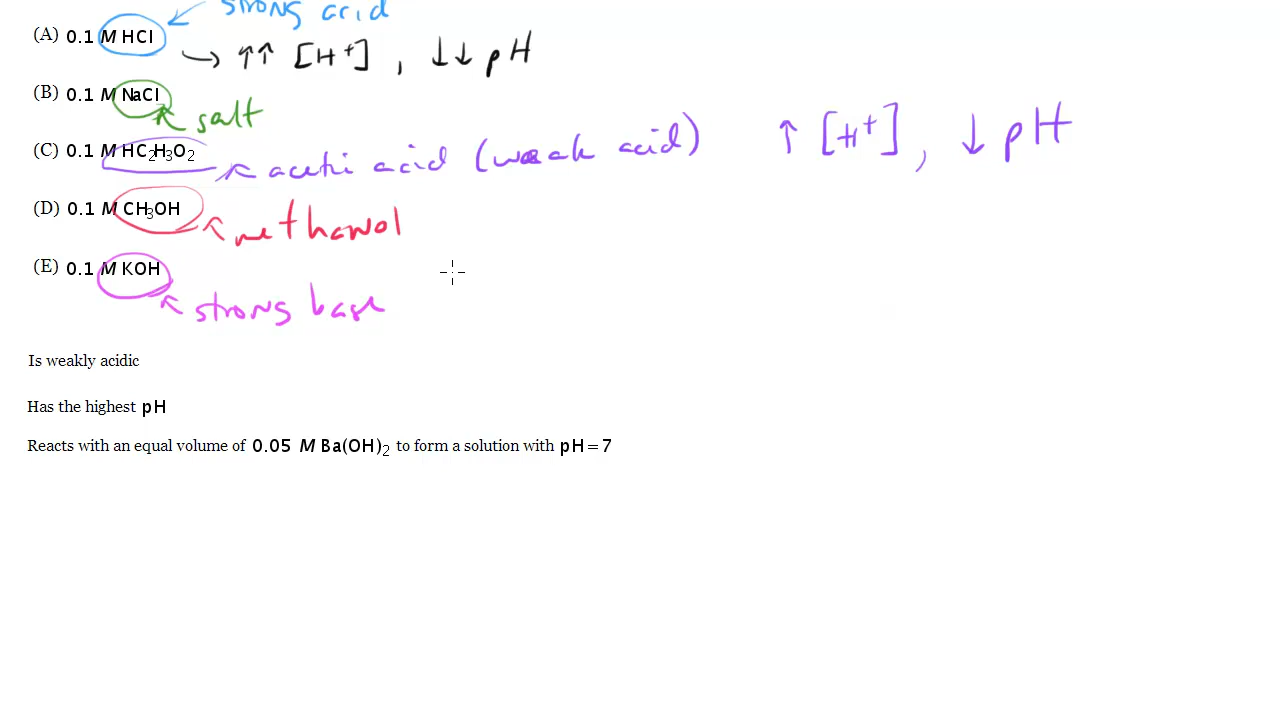 strong acid
(A) 0.1 M HCl
→ ↑↑ [H+], ↓↓ pH
(B) 0.1 M NaCl
salt
(C) 0.1 M HC2H3O2
aceti acid (weak acid) ↑ [H+], ↓ pH
(D) 0.1 M CH3OH
methanol
(E) 0.1 M KOH
strong base
Is weakly acidic
Has the highest pH
Reacts with an equal volume of 0.05 M Ba(OH)2 to form a solution with pH=7